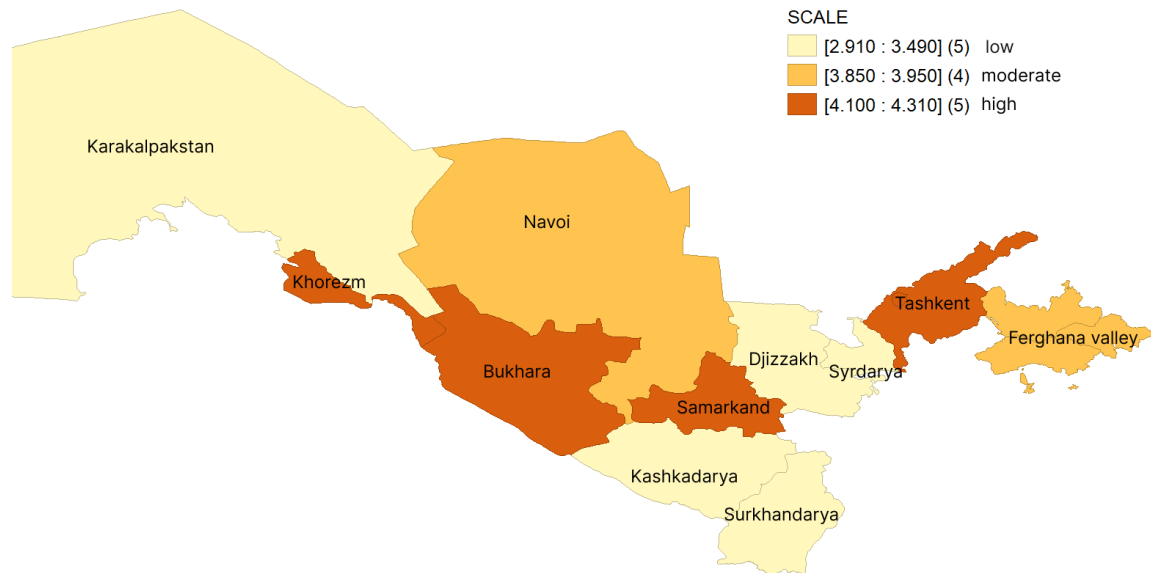 SCALE
[2.910 : 3.490] (5) low
[3.850 : 3.950] (4) moderate
[4.100 : 4.310] (5) high
Karakalpakstan
Navoi
Khorezm
Tashkent
Ferghana valley
Djizzakh
Bukhara
Syrdarya
Samarkand
Kashkadarya
Surkhandarya